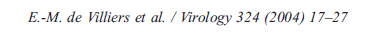 E.-M. de Villiers et al. / Virology 324 (2004) 17–27